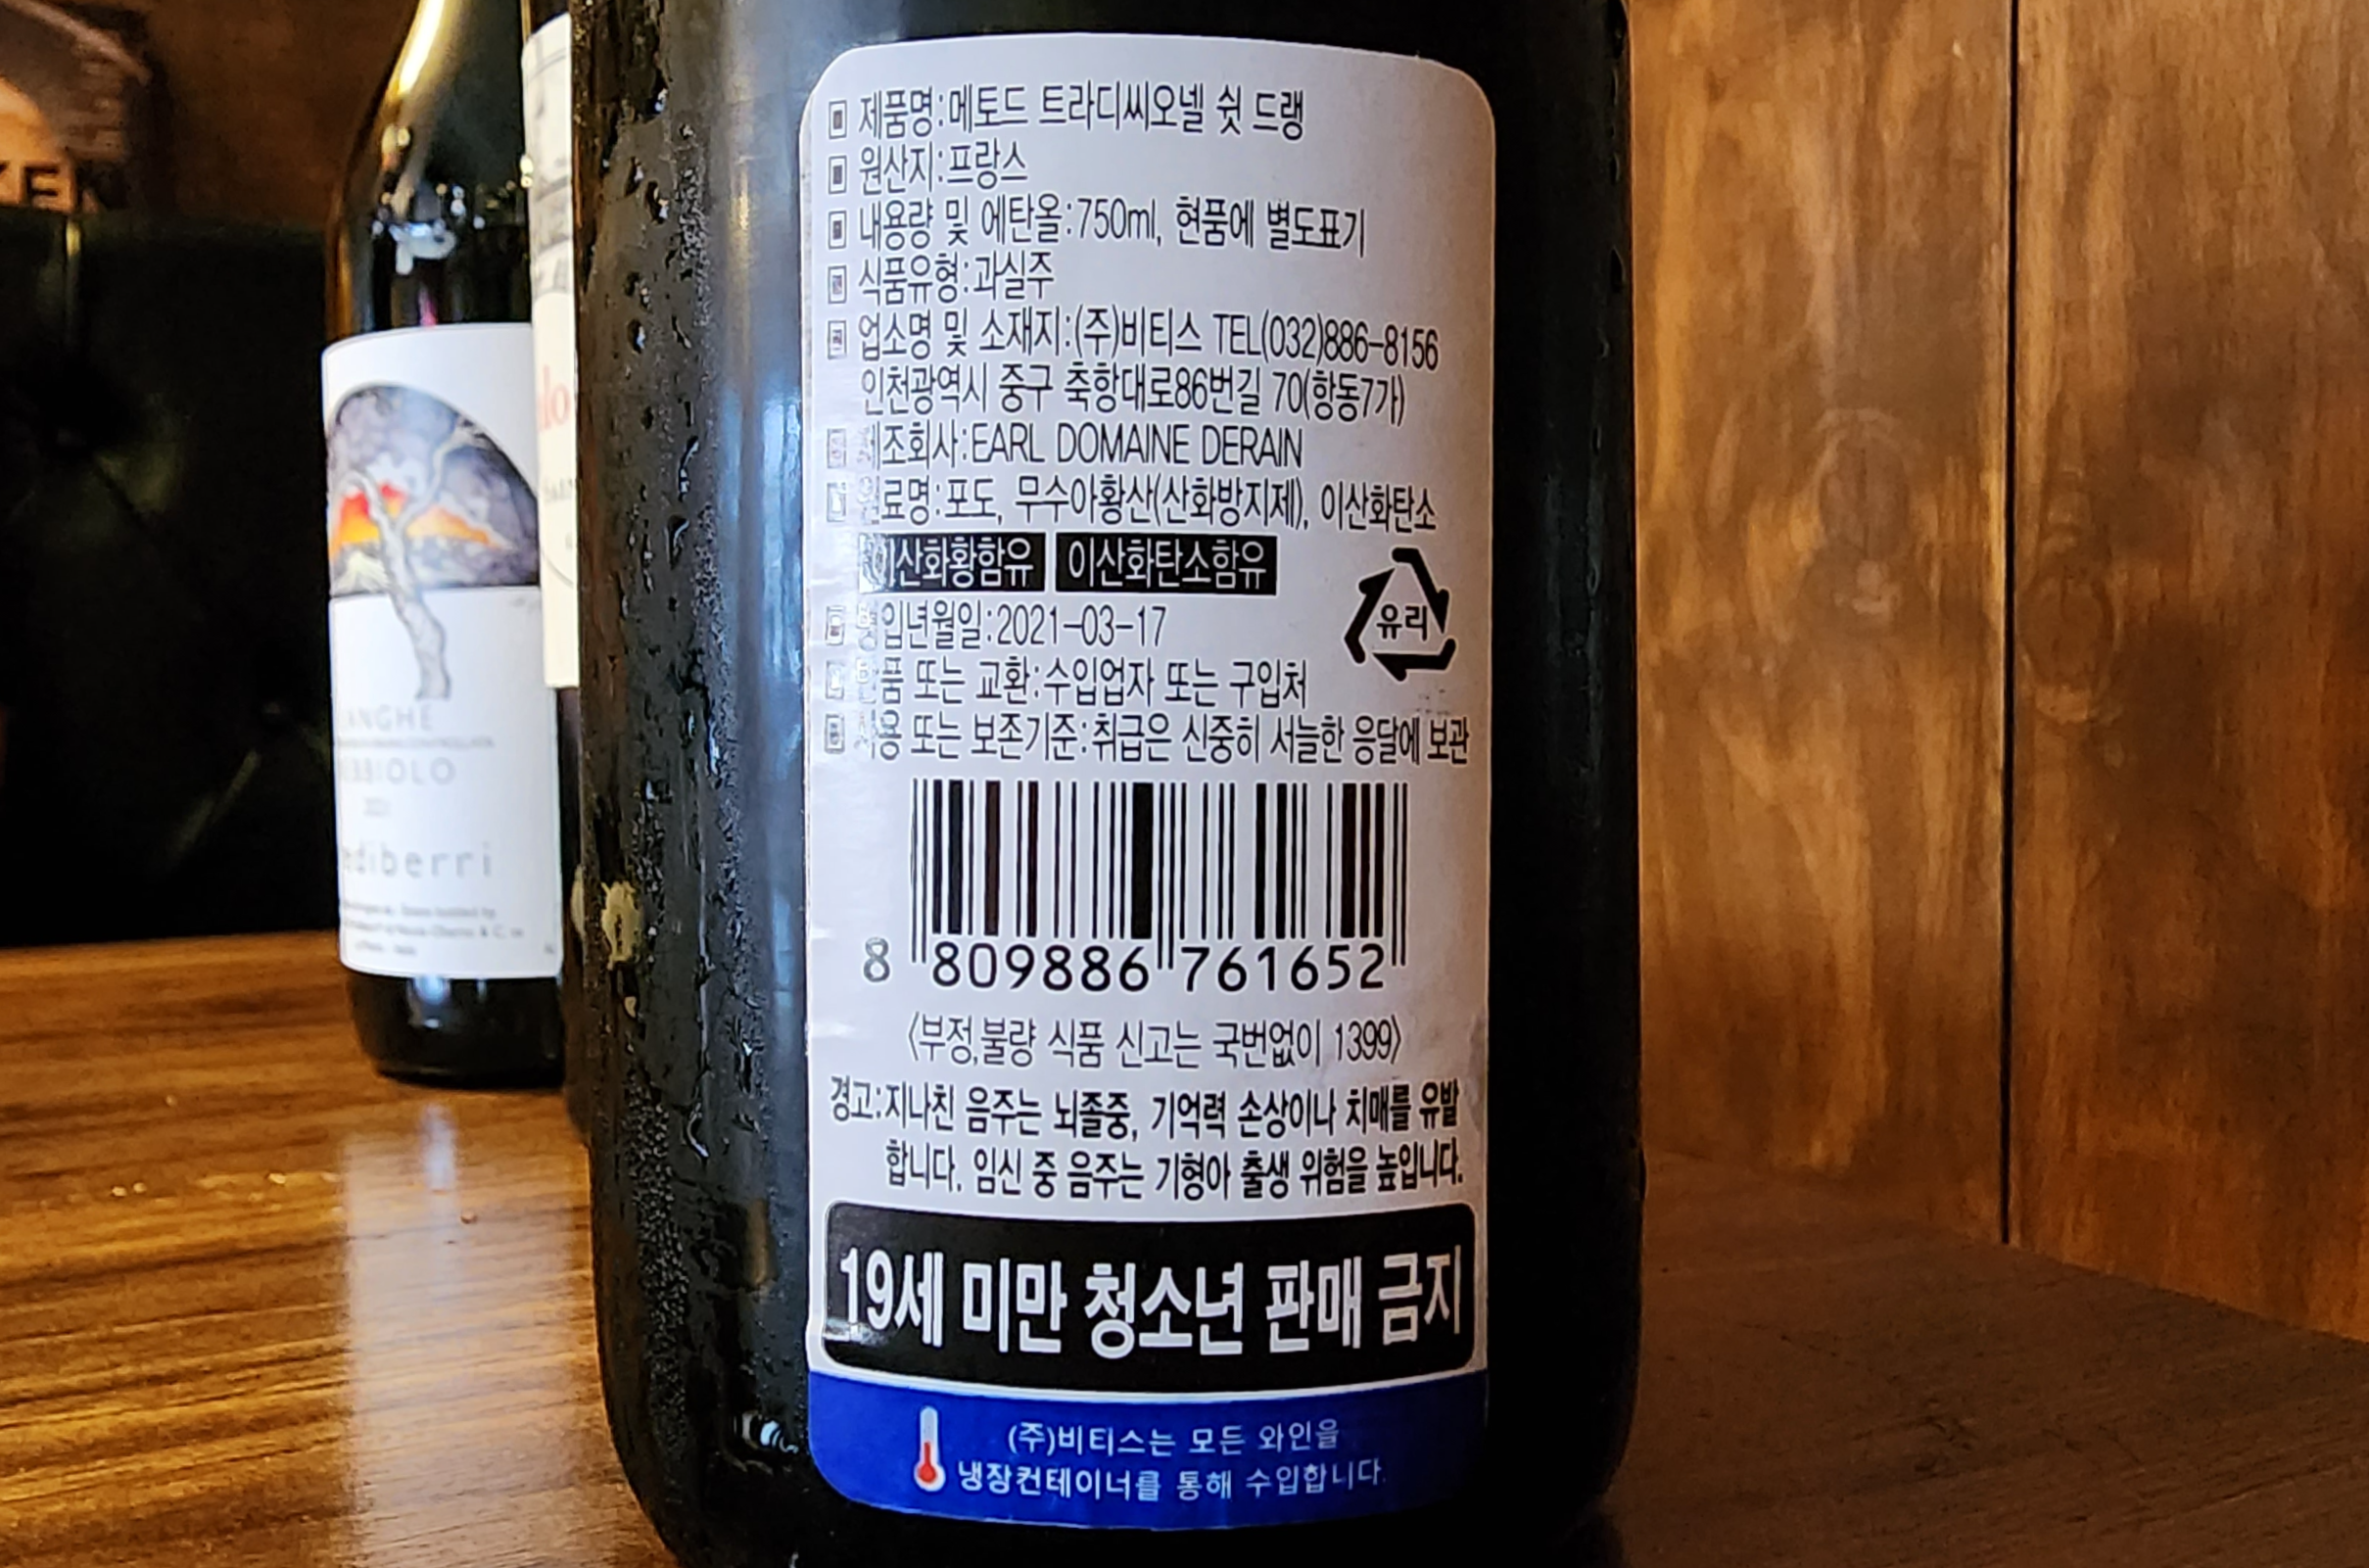 제품명:메토드 트라디씨오넬 쉿 드랭
원산지:프랑스
내용량 및 에탄올:750ml, 현품에 별도표기
식품유형:과실주
업소명 및 소재지:(주)비티스 TEL(032)886-8156
인천광역시 중구 축항대로86번길 70(항동7가)
제조회사:EARL DOMAINE DERAIN
원료명:포도, 무수아황산(산화방지제), 이산화탄소
이산화황함유 이산화탄소함유
유리
병입년월일:2021-03-17
반품 또는 교환:수입업자 또는 구입처
사용 또는 보존기준:취급은 신중히 서늘한 응달에 보관
8 809886 761652
〈부정,불량 식품 신고는 국번없이 1399〉
경고:지나친 음주는 뇌졸중, 기억력 손상이나 치매를 유발
합니다. 임신 중 음주는 기형아 출생 위험을 높입니다.
19세 미만 청소년 판매 금지
(주)비티스는 모든 와인을
냉장컨테이너를 통해 수입합니다.